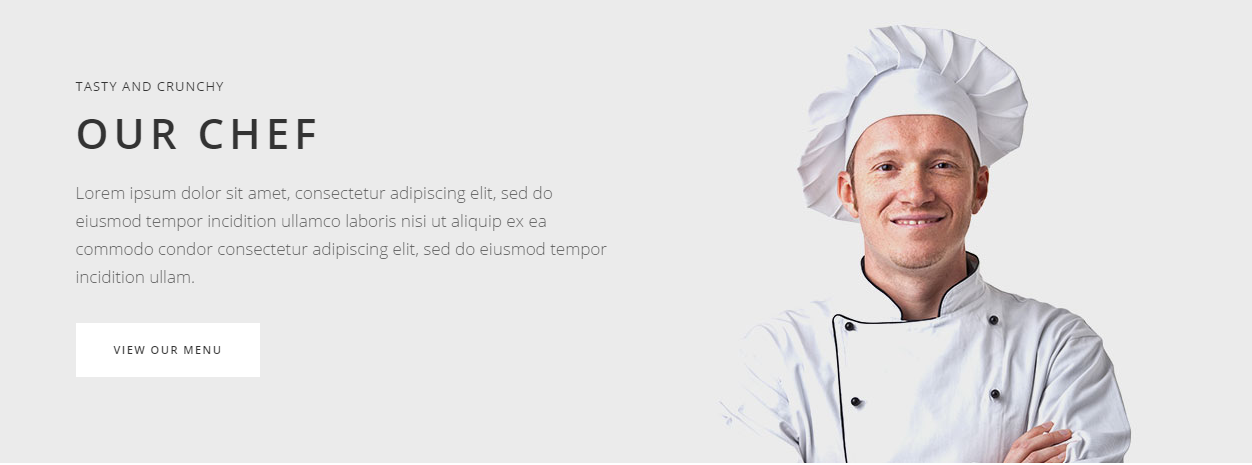 TASTY AND CRUNCHY
OUR CHEF
Lorem ipsum dolor sit amet, consectetur adipiscing elit, sed do
eiusmod tempor incidition ullamco laboris nisi ut aliquip ex ea
commodo condor consectetur adipiscing elit, sed do eiusmod tempor
incidition ullam.
VIEW OUR MENU